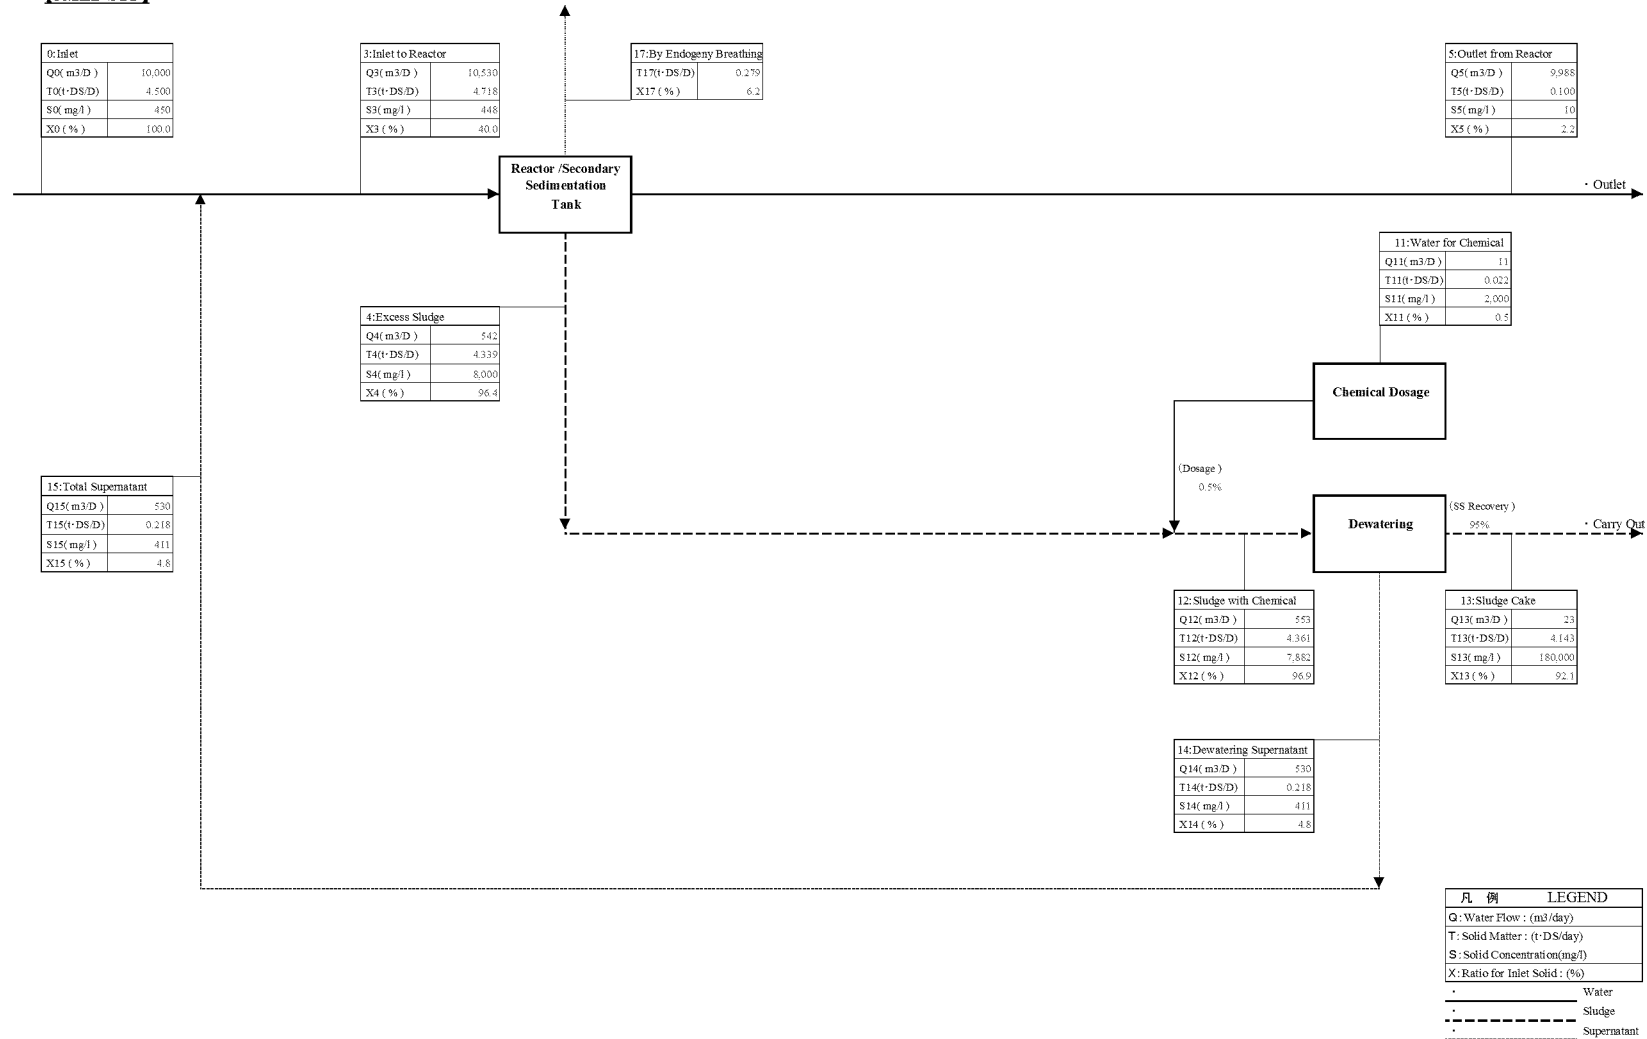 0:Inlet
Q0( m3/D ) 10,000
T0(t·DS/D) 4.500
S0( mg/l ) 450
X0 ( % ) 100.0
3:Inlet to Reactor
Q3( m3/D ) 10,530
T3(t·DS/D) 4.718
S3( mg/l ) 448
X3 ( % ) 40.0
17:By Endogeny Breathing
T17(t·DS/D) 0.279
X17 ( % ) 6.2
5:Outlet from Reactor
Q5( m3/D ) 9,988
T5(t·DS/D) 0.100
S5( mg/l ) 10
X5 ( % ) 2.2
Reactor /Secondary
Sedimentation
Tank
· Outlet
11:Water for Chemical
Q11( m3/D ) 11
T11(t·DS/D) 0.022
S11( mg/l ) 2,000
X11 ( % ) 0.5
4:Excess Sludge
Q4( m3/D ) 542
T4(t·DS/D) 4.339
S4( mg/l ) 8,000
X4 ( % ) 96.4
Chemical Dosage
(Dosage )
0.5%
15:Total Supernatant
Q15( m3/D ) 530
T15(t·DS/D) 0.218
S15( mg/l ) 411
X15 ( % ) 4.8
Dewatering
(SS Recovery )
95%
· Carry Out
12:Sludge with Chemical
Q12( m3/D ) 553
T12(t·DS/D) 4.361
S12( mg/l ) 7,882
X12 ( % ) 96.9
13:Sludge Cake
Q13( m3/D ) 23
T13(t·DS/D) 4.143
S13( mg/l ) 180,000
X13 ( % ) 92.1
14:Dewatering Supernatant
Q14( m3/D ) 530
T14(t·DS/D) 0.218
S14( mg/l ) 411
X14 ( % ) 4.8
凡 例 LEGEND
Q:Water Flow : (m3/day)
T:Solid Matter : (t·DS/day)
S:Solid Concentration(mg/l)
X:Ratio for Inlet Solid : (%)
· Water
· Sludge
· Supernatant